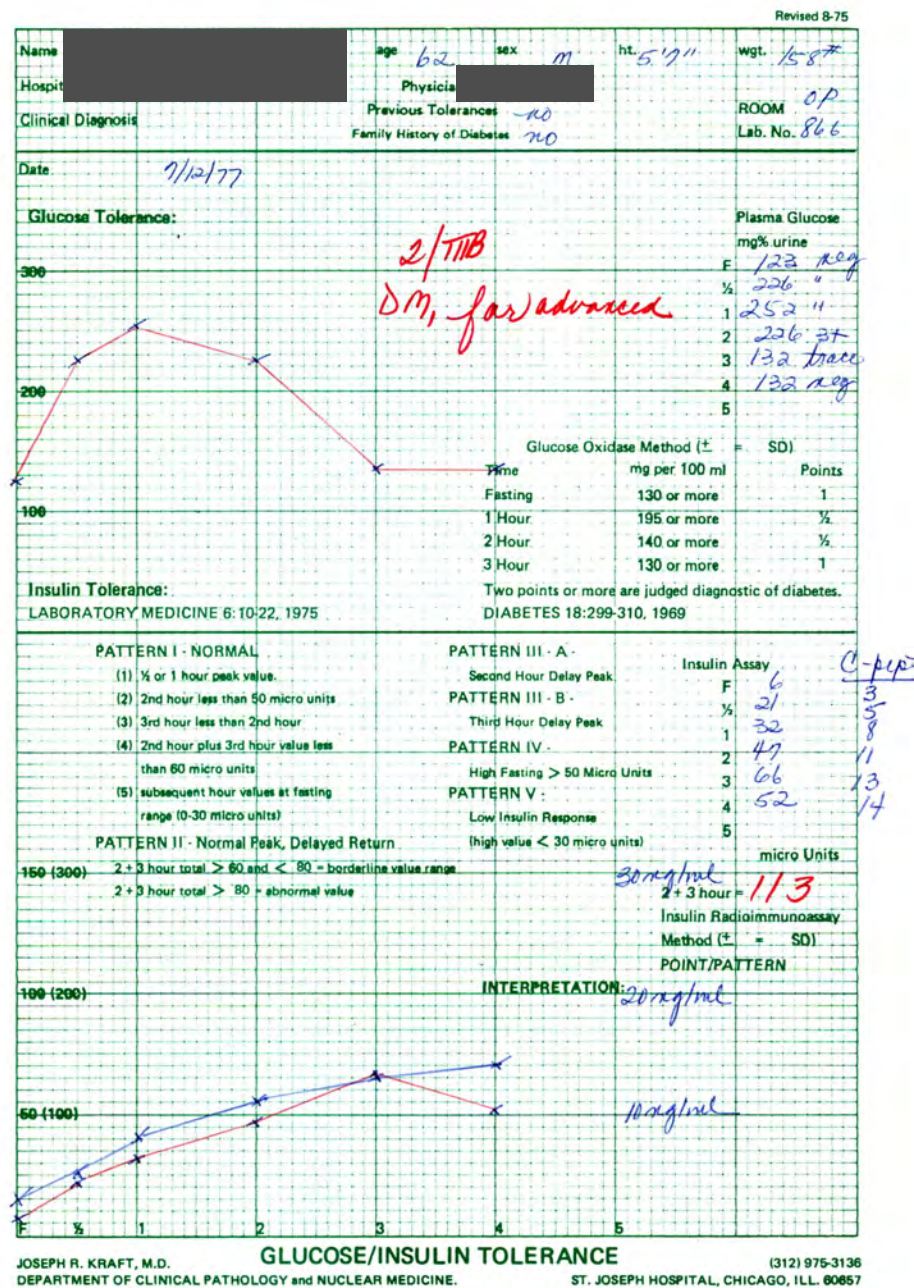 Revised 8-75
Name age 62 sex M ht. 5'7" wgt. 158#
Hospit Physicia
Clinical Diagnosis Previous Tolerances no ROOM OP
Family History of Diabetes no Lab. No. 866
Date 7/12/77
Glucose Tolerance:
Plasma Glucose
mg% urine
F 123 neg
½ 226 "
1 252 "
2 226 3+
3 132 trace
4 132 neg
5
2/IIIB
DM, far advanced
300
200
100
Glucose Oxidase Method (± = SD)
Time mg per 100 ml Points
Fasting 130 or more 1
1 Hour 195 or more ½
2 Hour 140 or more ½
3 Hour 130 or more 1
Insulin Tolerance: Two points or more are judged diagnostic of diabetes.
LABORATORY MEDICINE 6:10-22, 1975 DIABETES 18:299-310, 1969
PATTERN I - NORMAL
(1) ½ or 1 hour peak value.
(2) 2nd hour less than 50 micro units
(3) 3rd hour less than 2nd hour
(4) 2nd hour plus 3rd hour value less
than 60 micro units
(5) subsequent hour values at fasting
range (0-30 micro units)
PATTERN II - Normal Peak, Delayed Return
2 + 3 hour total > 60 and < 80 = borderline value range
2 + 3 hour total > 80 = abnormal value
PATTERN III - A -
Second Hour Delay Peak
PATTERN III - B -
Third Hour Delay Peak
PATTERN IV -
High Fasting > 50 Micro Units
PATTERN V -
Low Insulin Response
(high value < 30 micro units)
Insulin Assay C-pept
F 6 3
½ 21 5
1 32 8
2 47 11
3 66 13
4 52 14
5
micro Units
2 + 3 hour = 113
Insulin Radioimmunoassay
Method (± = SD)
POINT/PATTERN
INTERPRETATION:
150 (300) 30 ng/ml
100 (200) 20 ng/ml
50 (100) 10 ng/ml
F ½ 1 2 3 4 5
GLUCOSE/INSULIN TOLERANCE
JOSEPH R. KRAFT, M.D. (312) 975-3136
DEPARTMENT OF CLINICAL PATHOLOGY and NUCLEAR MEDICINE. ST. JOSEPH HOSPITAL, CHICAGO, ILL. 60657